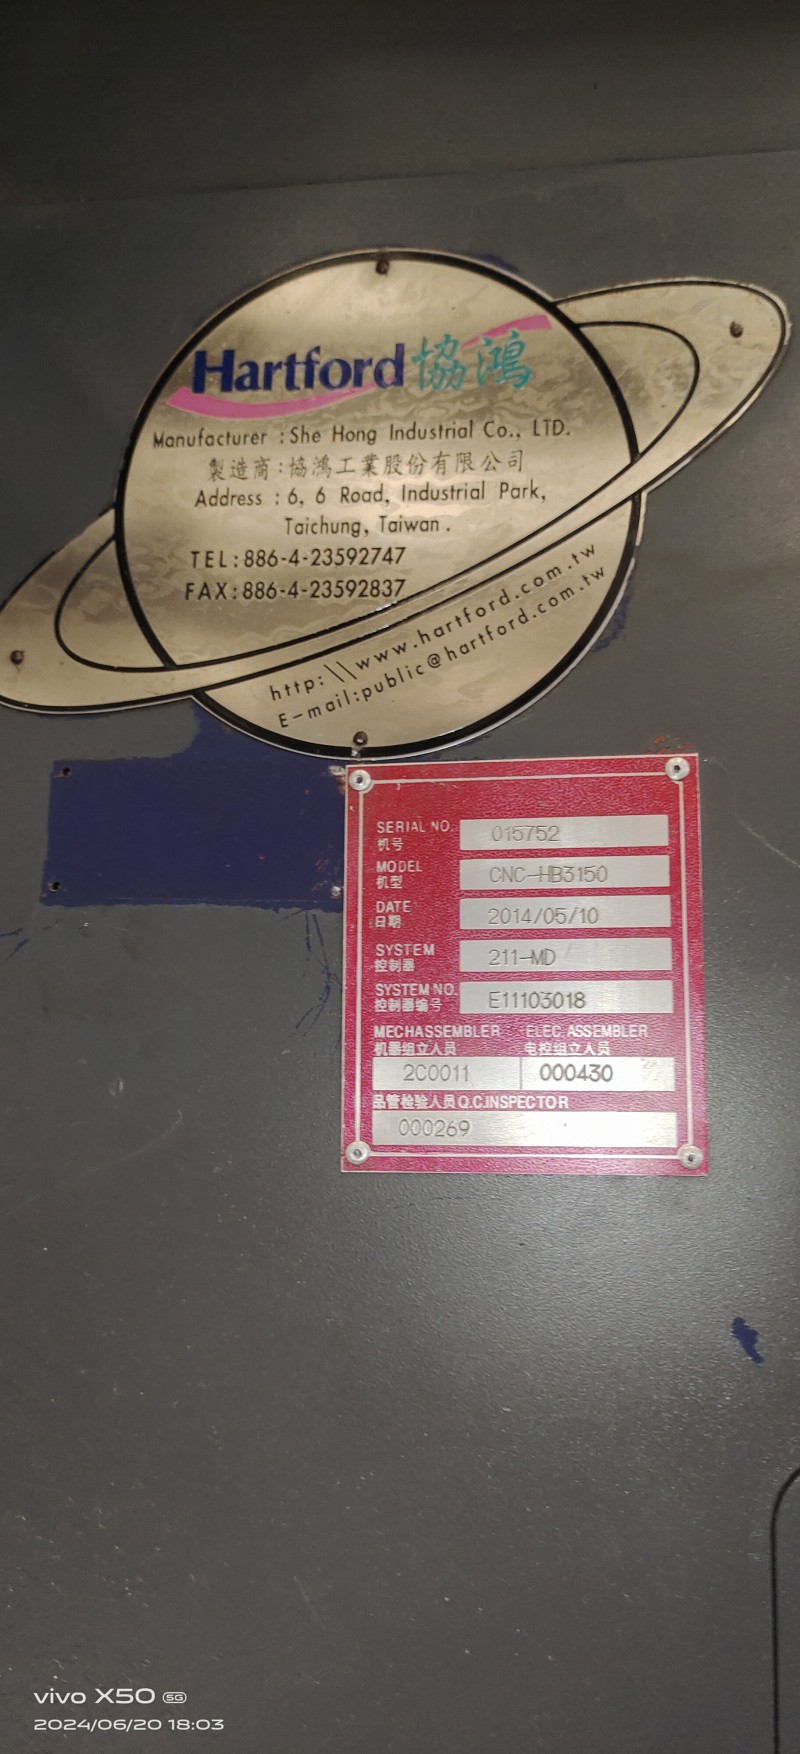 Hartford 協鴻
Manufacturer : She Hong Industrial Co., LTD.
製造商：協鴻工業股份有限公司
Address : 6, 6 Road, Industrial Park,
Taichung, Taiwan .
TEL:886-4-23592747
FAX:886-4-23592837
http:\\www.hartford.com.tw
E-mail:public@hartford.com.tw
SERIAL NO. 015752
机号
MODEL CNC-HB3150
机型
DATE 2014/05/10
日期
SYSTEM 211-MD
控制器
SYSTEM NO. E11103018
控制器编号
MECHASSEMBLER ELEC. ASSEMBLER
机器组立人员 电控组立人员
2C0011 000430
品管检验人员Q.C.INSPECTOR
000269
vivo X50 5G
2024/06/20 18:03